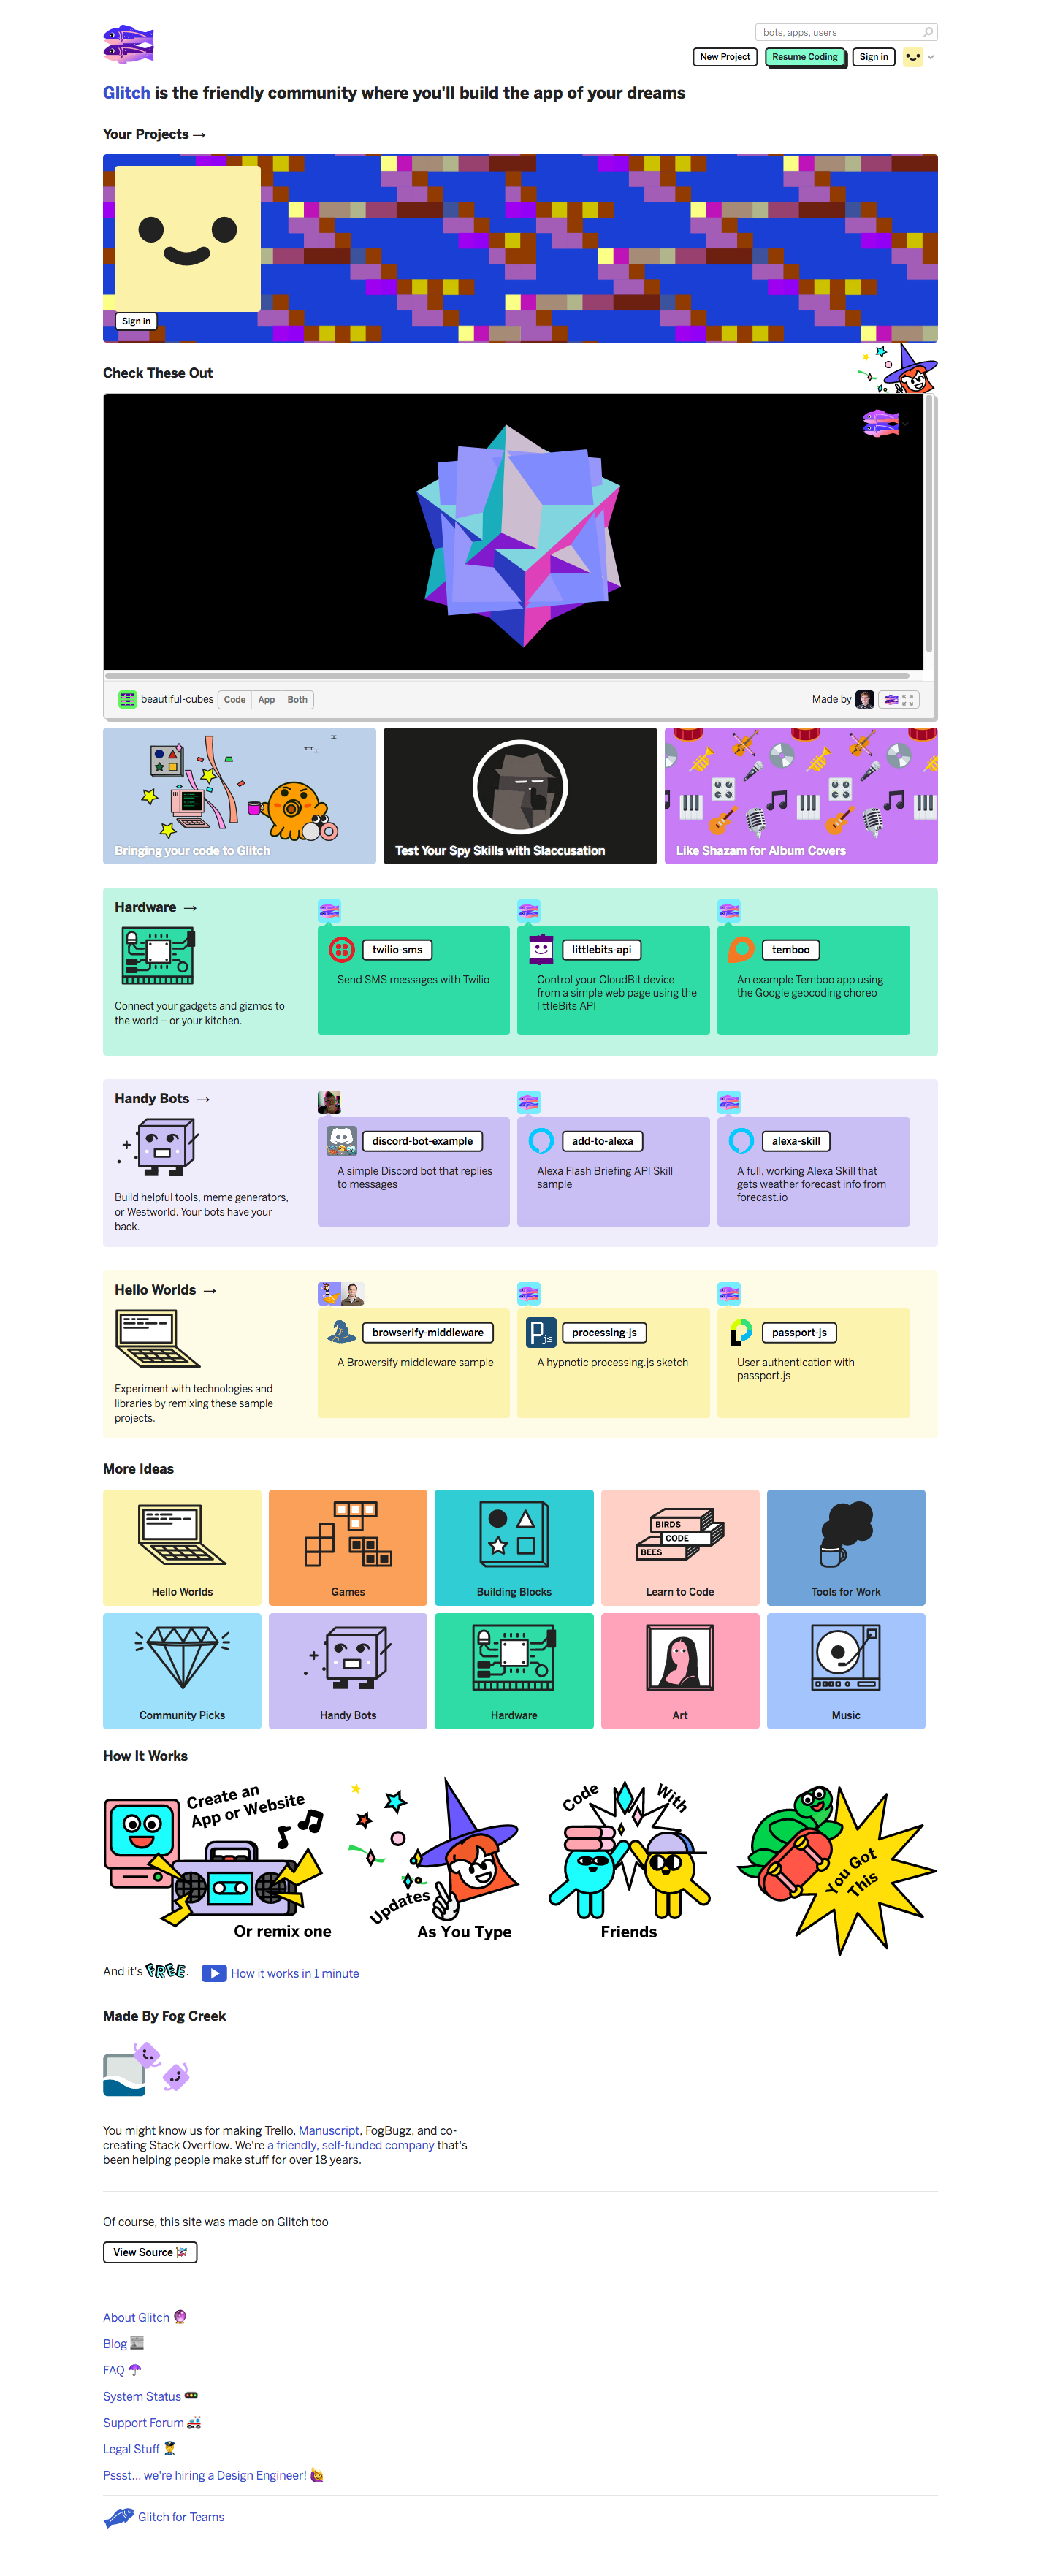 bots, apps, users
New Project
Resume Coding
Sign in
Glitch is the friendly community where you'll build the app of your dreams
Your Projects →
Sign in
Check These Out
beautiful-cubes
Code
App
Both
Made by
Bringing your code to Glitch
Test Your Spy Skills with Slaccusation
Like Shazam for Album Covers
Hardware →
Connect your gadgets and gizmos to
the world – or your kitchen.
twilio-sms
Send SMS messages with Twilio
littlebits-api
Control your CloudBit device
from a simple web page using the
littleBits API
temboo
An example Temboo app using
the Google geocoding choreo
Handy Bots →
Build helpful tools, meme generators,
or Westworld. Your bots have your
back.
discord-bot-example
A simple Discord bot that replies
to messages
add-to-alexa
Alexa Flash Briefing API Skill
sample
alexa-skill
A full, working Alexa Skill that
gets weather forecast info from
forecast.io
Hello Worlds →
Experiment with technologies and
libraries by remixing these sample
projects.
browserify-middleware
A Browersify middleware sample
Pjs
processing-js
A hypnotic processing.js sketch
passport-js
User authentication with
passport.js
More Ideas
Hello Worlds
Games
Building Blocks
BIRDS
CODE
BEES
Learn to Code
Tools for Work
Community Picks
Handy Bots
Hardware
Art
Music
How It Works
Create an
App or Website
Or remix one
Updates
As You Type
Code
With
Friends
You Got
This
And it's FREE.
How it works in 1 minute
Made By Fog Creek
You might know us for making Trello, Manuscript, FogBugz, and co-
creating Stack Overflow. We're a friendly, self-funded company that's
been helping people make stuff for over 18 years.
Of course, this site was made on Glitch too
View Source
About Glitch
Blog
FAQ
System Status
Support Forum
Legal Stuff
Pssst... we're hiring a Design Engineer!
Glitch for Teams